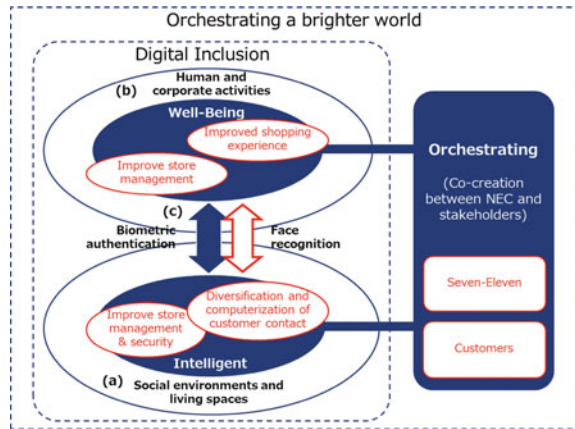 Orchestrating a brighter world
Digital Inclusion
(b)
Human and
corporate activities
Well-Being
Improved shopping
experience
Improve store
management
(c)
Biometric
authentication
Face
recognition
Improve store
management
& security
Diversification and
computerization of
customer contact
Intelligent
(a)
Social environments and
living spaces
Orchestrating
(Co-creation
between NEC and
stakeholders)
Seven-Eleven
Customers